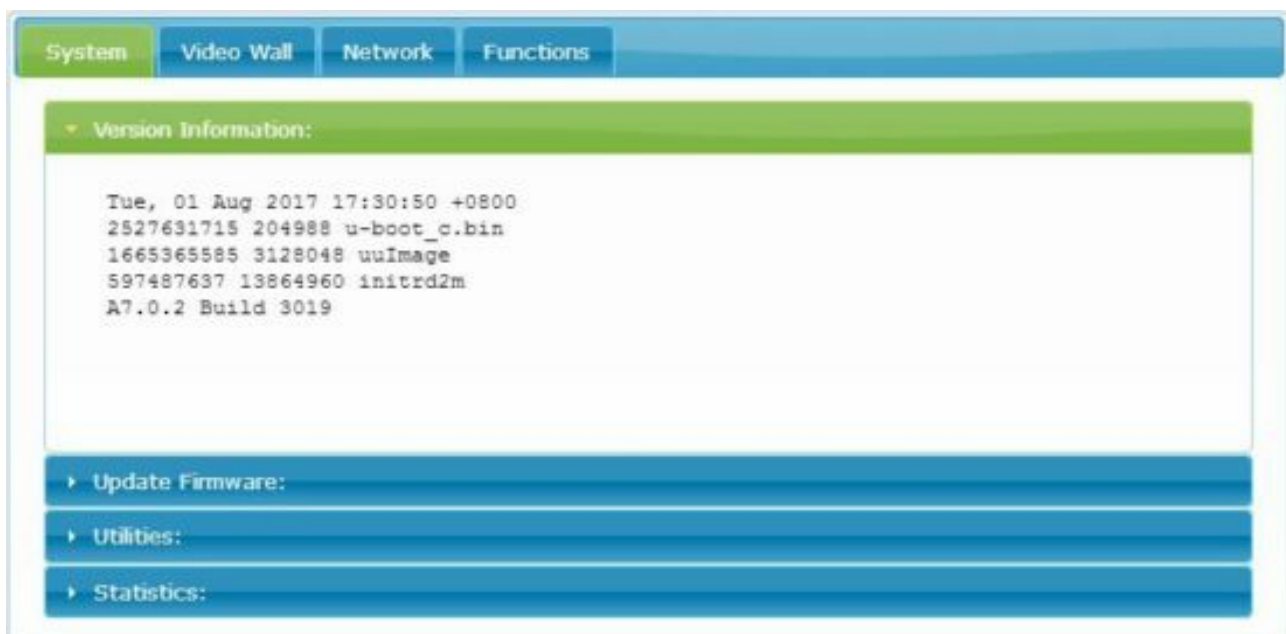 System Video Wall Network Functions
Version Information:
Tue, 01 Aug 2017 17:30:50 +0800
2527631715 204988 u-boot_c.bin
1665365585 3128048 uuImage
597487637 13864960 initrd2m
A7.0.2 Build 3019
Update Firmware:
Utilities:
Statistics: